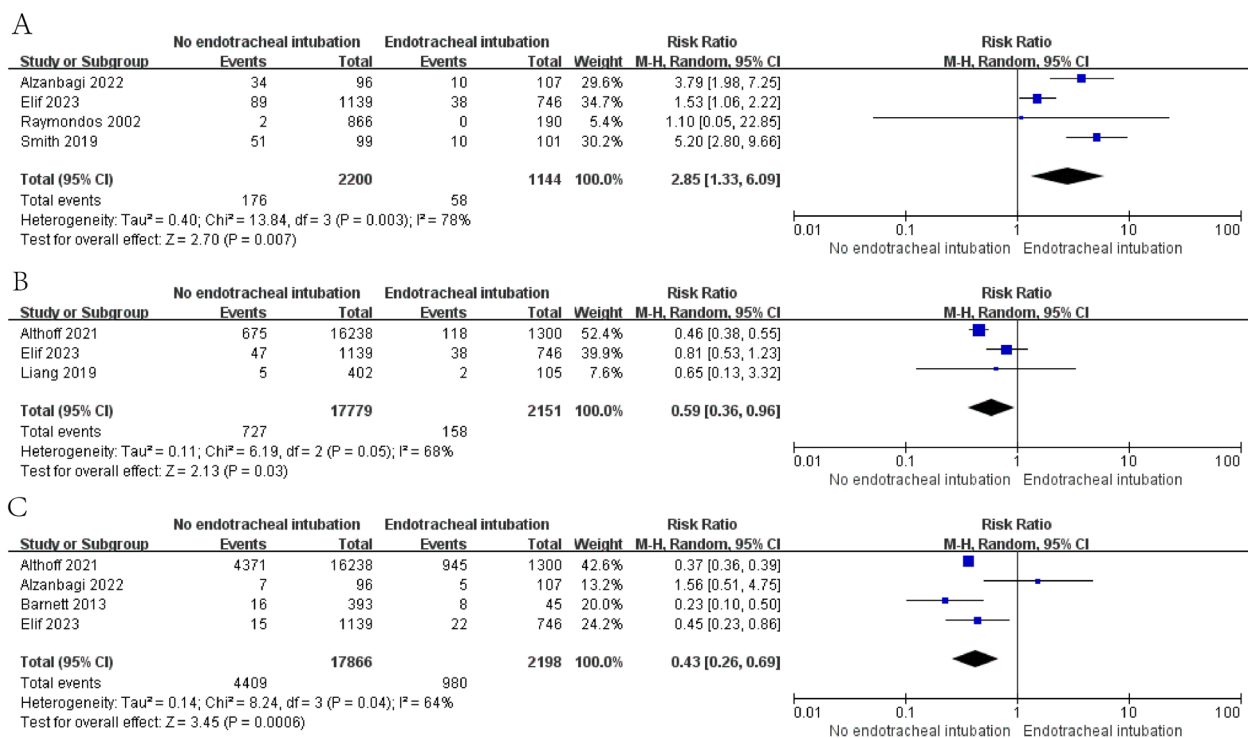 A
No endotracheal intubation Endotracheal intubation Risk Ratio Risk Ratio
Study or Subgroup Events Total Events Total Weight M-H, Random, 95% CI M-H, Random, 95% CI
Alzanbagi 2022 34 96 10 107 29.6% 3.79 [1.98, 7.25]
Elif 2023 89 1139 38 746 34.7% 1.53 [1.06, 2.22]
Raymondos 2002 2 866 0 190 5.4% 1.10 [0.05, 22.85]
Smith 2019 51 99 10 101 30.2% 5.20 [2.80, 9.66]
Total (95% CI) 2200 1144 100.0% 2.85 [1.33, 6.09]
Total events 176 58
Heterogeneity: Tau² = 0.40; Chi² = 13.84, df = 3 (P = 0.003); I² = 78%
Test for overall effect: Z = 2.70 (P = 0.007)
0.01 0.1 1 10 100
No endotracheal intubation Endotracheal intubation
B
No endotracheal intubation Endotracheal intubation Risk Ratio Risk Ratio
Study or Subgroup Events Total Events Total Weight M-H, Random, 95% CI M-H, Random, 95% CI
Althoff 2021 675 16238 118 1300 52.4% 0.46 [0.38, 0.55]
Elif 2023 47 1139 38 746 39.9% 0.81 [0.53, 1.23]
Liang 2019 5 402 2 105 7.6% 0.65 [0.13, 3.32]
Total (95% CI) 17779 2151 100.0% 0.59 [0.36, 0.96]
Total events 727 158
Heterogeneity: Tau² = 0.11; Chi² = 6.19, df = 2 (P = 0.05); I² = 68%
Test for overall effect: Z = 2.13 (P = 0.03)
0.01 0.1 1 10 100
No endotracheal intubation Endotracheal intubation
C
No endotracheal intubation Endotracheal intubation Risk Ratio Risk Ratio
Study or Subgroup Events Total Events Total Weight M-H, Random, 95% CI M-H, Random, 95% CI
Althoff 2021 4371 16238 945 1300 42.6% 0.37 [0.36, 0.39]
Alzanbagi 2022 7 96 5 107 13.2% 1.56 [0.51, 4.75]
Barnett 2013 16 393 8 45 20.0% 0.23 [0.10, 0.50]
Elif 2023 15 1139 22 746 24.2% 0.45 [0.23, 0.86]
Total (95% CI) 17866 2198 100.0% 0.43 [0.26, 0.69]
Total events 4409 980
Heterogeneity: Tau² = 0.14; Chi² = 8.24, df = 3 (P = 0.04); I² = 64%
Test for overall effect: Z = 3.45 (P = 0.0006)
0.01 0.1 1 10 100
No endotracheal intubation Endotracheal intubation